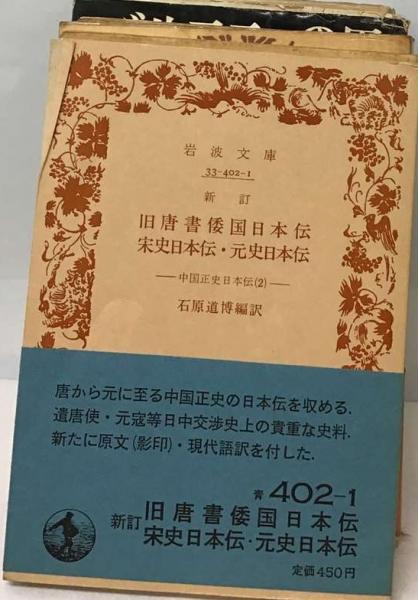 岩波文庫
33-402-1
新訂
旧唐書倭国日本伝
宋史日本伝・元史日本伝
—中国正史日本伝(2)—
石原道博編訳
唐から元に至る中国正史の日本伝を収める.
遣唐使・元寇等日中交渉史上の貴重な史料.
新たに原文(影印)・現代語訳を付した.
青402-1
新訂 旧唐書倭国日本伝
宋史日本伝・元史日本伝
定価450円